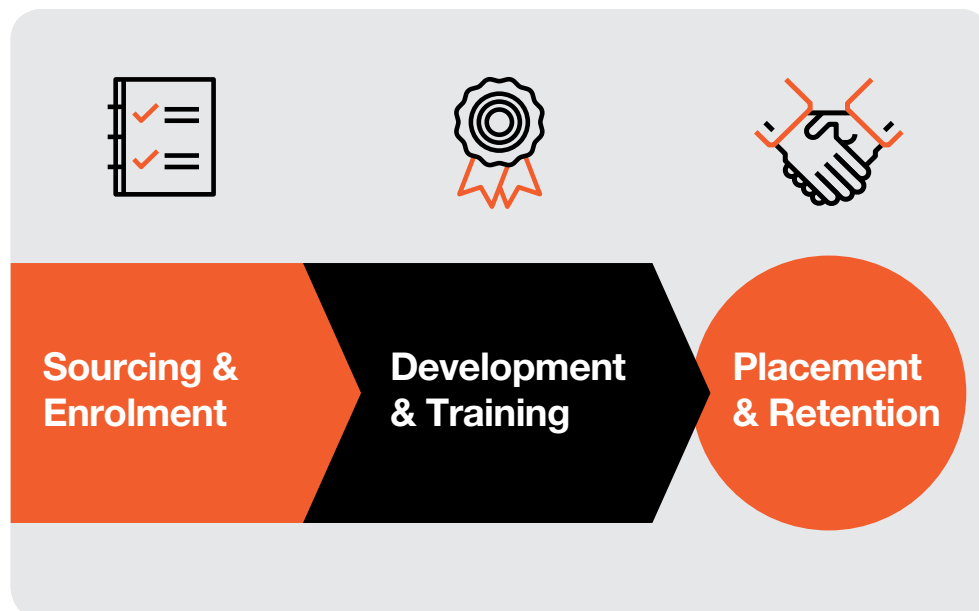 Sourcing &
Enrolment
Development
& Training
Placement
& Retention